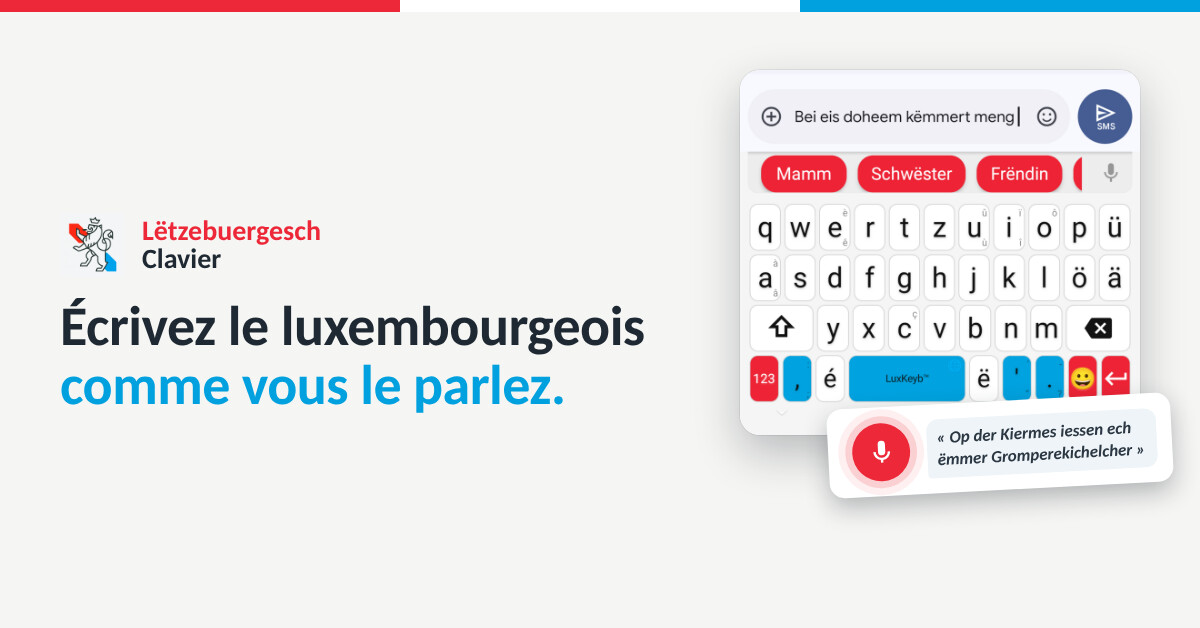 Lëtzebuergesch
Clavier
Écrivez le luxembourgeois
comme vous le parlez.
Bei eis doheem këmmert meng
SMS
Mamm Schwëster Frëndin
q w e r t z u i o p ü
a s d f g h j k l ö ä
y x c v b n m
123 , é LuxKeyb™ ë ' .
« Op der Kiermes iessen ech
ëmmer Gromperekichelcher »